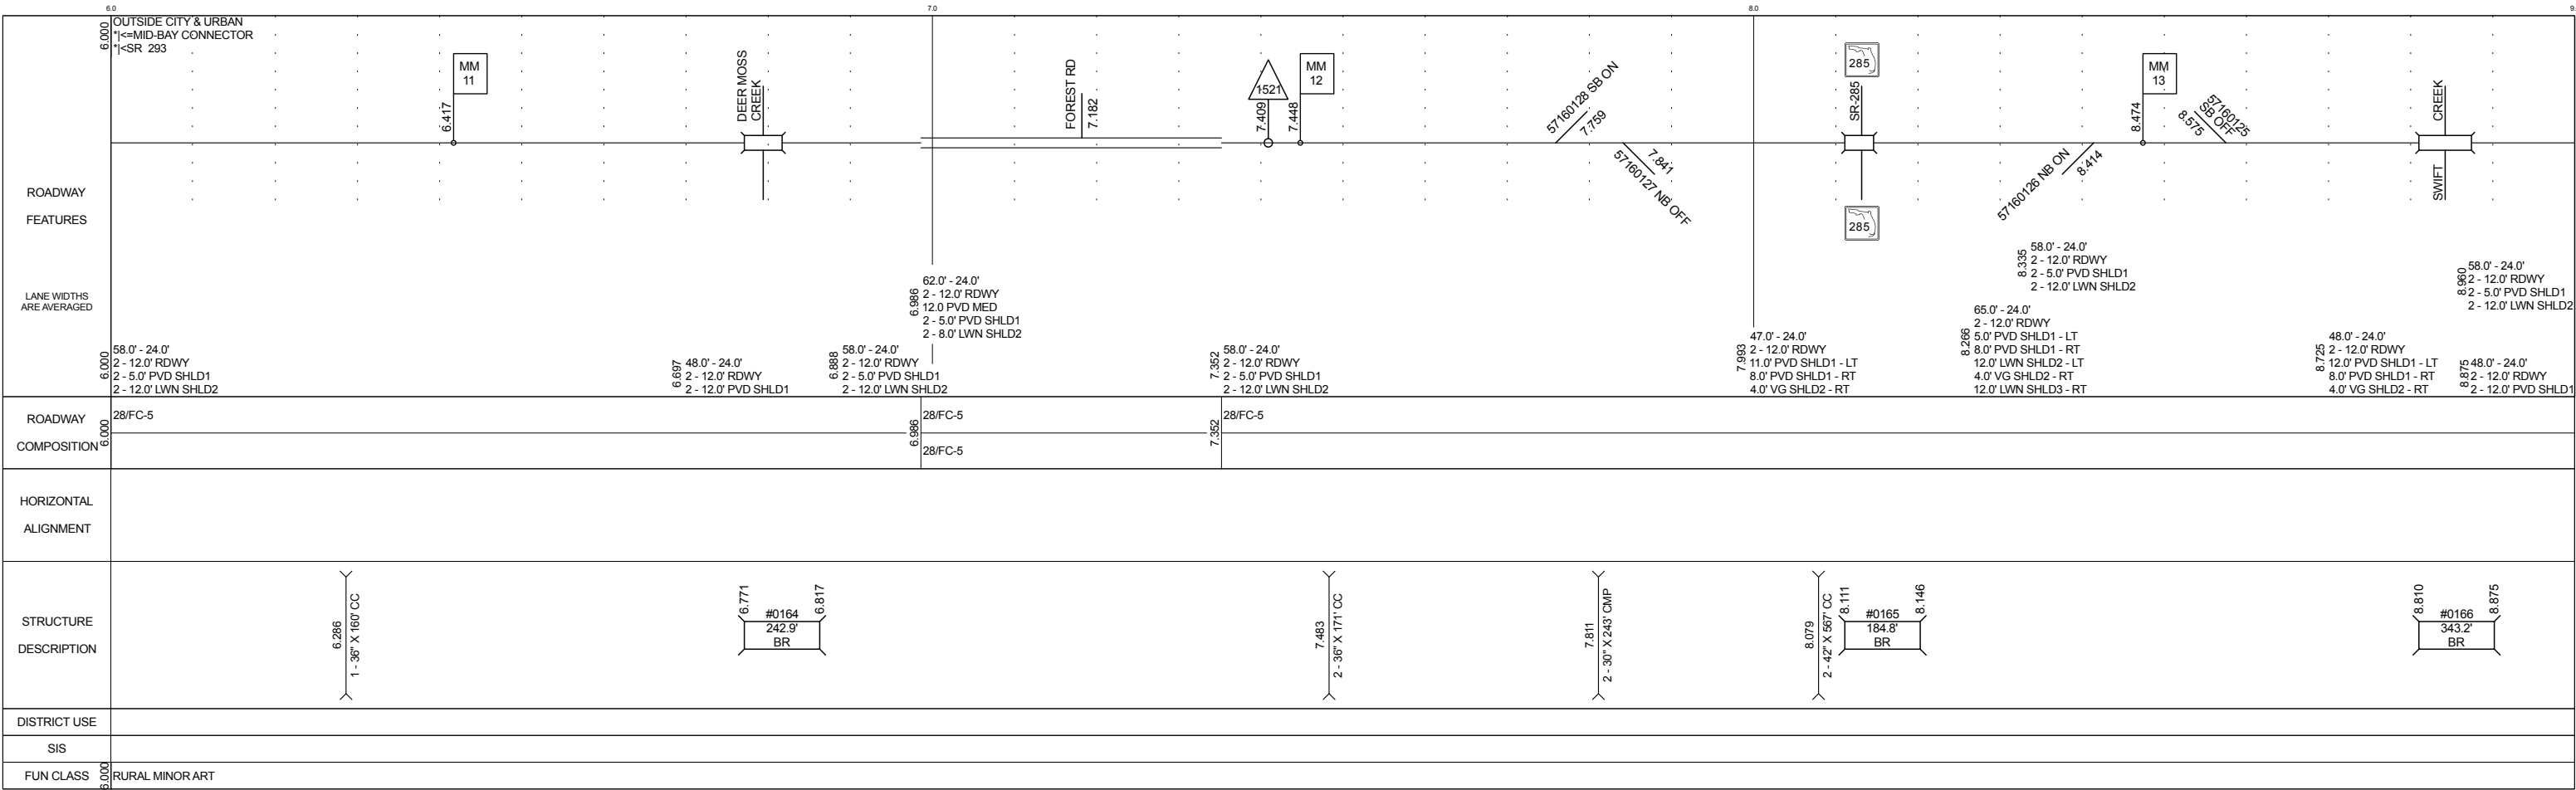 6.0
7.0
8.0
9.
6.000
OUTSIDE CITY & URBAN
*|<=MID-BAY CONNECTOR
*|<SR 293
MM
11
6.417
DEER MOSS
CREEK
FOREST RD
7.182
1521
7.409
MM
12
7.448
57160128 SB ON
7.759
7.841
57160127 NB OFF
285
SR-285
285
57160126 NB ON
8.414
MM
13
8.474
57160125
SB OFF
8.575
CREEK
SWIFT
ROADWAY
FEATURES
LANE WIDTHS
ARE AVERAGED
6.000
58.0' - 24.0'
2 - 12.0' RDWY
2 - 5.0' PVD SHLD1
2 - 12.0' LWN SHLD2
6.697
48.0' - 24.0'
2 - 12.0' RDWY
2 - 12.0' PVD SHLD1
6.888
58.0' - 24.0'
2 - 12.0' RDWY
2 - 5.0' PVD SHLD1
2 - 12.0' LWN SHLD2
6.986
62.0' - 24.0'
2 - 12.0' RDWY
12.0 PVD MED
2 - 5.0' PVD SHLD1
2 - 8.0' LWN SHLD2
7.352
58.0' - 24.0'
2 - 12.0' RDWY
2 - 5.0' PVD SHLD1
2 - 12.0' LWN SHLD2
7.993
47.0' - 24.0'
2 - 12.0' RDWY
11.0' PVD SHLD1 - LT
8.0' PVD SHLD1 - RT
4.0' VG SHLD2 - RT
8.266
65.0' - 24.0'
2 - 12.0' RDWY
5.0' PVD SHLD1 - LT
8.0' PVD SHLD1 - RT
12.0' LWN SHLD2 - LT
4.0' VG SHLD2 - RT
12.0' LWN SHLD3 - RT
8.335
58.0' - 24.0'
2 - 12.0' RDWY
2 - 5.0' PVD SHLD1
2 - 12.0' LWN SHLD2
8.725
48.0' - 24.0'
2 - 12.0' RDWY
12.0' PVD SHLD1 - LT
8.0' PVD SHLD1 - RT
4.0' VG SHLD2 - RT
8.875
48.0' - 24.0'
2 - 12.0' RDWY
2 - 12.0' PVD SHLD1
8.960
58.0' - 24.0'
2 - 12.0' RDWY
2 - 5.0' PVD SHLD1
2 - 12.0' LWN SHLD2
ROADWAY
COMPOSITION
6.000
28/FC-5
6.986
28/FC-5
28/FC-5
7.352
28/FC-5
HORIZONTAL
ALIGNMENT
STRUCTURE
DESCRIPTION
6.286
1 - 36" X 160' CC
6.771
6.817
#0164
242.9'
BR
7.483
2 - 36" X 171' CC
7.811
2 - 30" X 243' CMP
8.079
2 - 42" X 567' CC
8.111
8.146
#0165
184.8'
BR
8.810
8.875
#0166
343.2'
BR
DISTRICT USE
SIS
FUN CLASS
6.000
RURAL MINOR ART